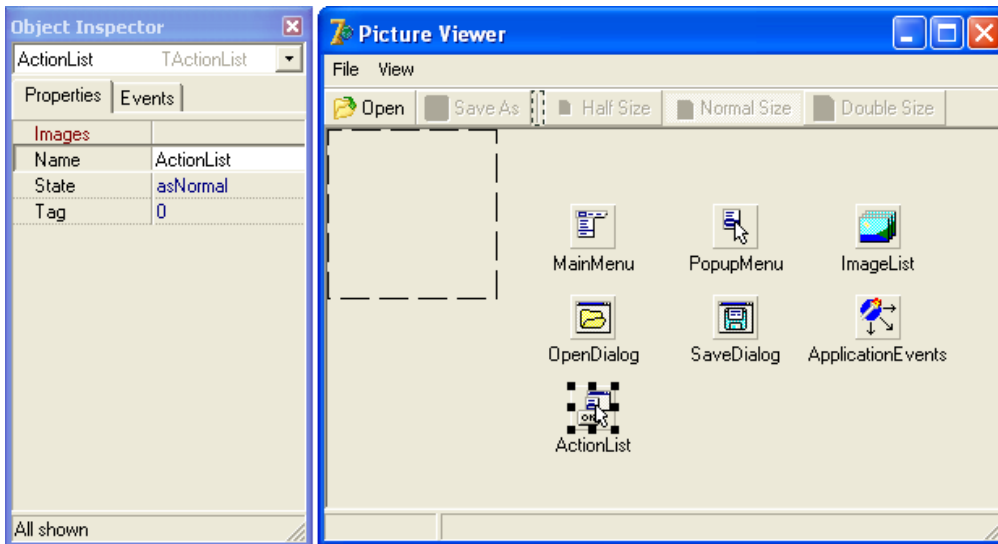 Object Inspector
ActionList TActionList
Properties Events
Images
Name ActionList
State asNormal
Tag 0
All shown
Picture Viewer
File View
Open Save As Half Size Normal Size Double Size
MainMenu PopupMenu ImageList
OpenDialog SaveDialog ApplicationEvents
ActionList